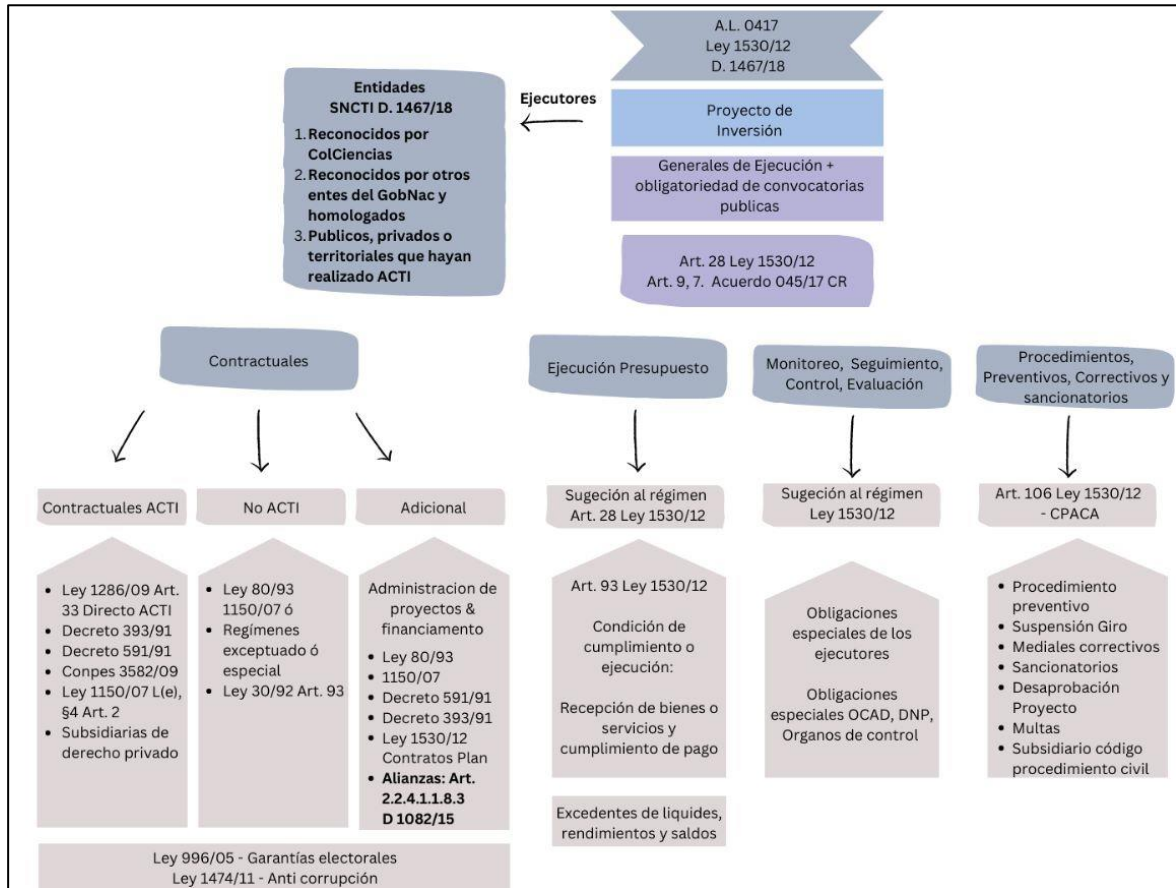 A.L. 0417
Ley 1530/12
D. 1467/18
Proyecto de
Inversión
Generales de Ejecución +
obligatoriedad de convocatorias
publicas
Art. 28 Ley 1530/12
Art. 9, 7. Acuerdo 045/17 CR
Ejecutores
Entidades
SNCTI D. 1467/18
1. Reconocidos por
ColCiencias
2. Reconocidos por otros
entes del GobNac y
homologados
3. Publicos, privados o
territoriales que hayan
realizado ACTI
Contractuales
Ejecución Presupuesto
Monitoreo, Seguimiento,
Control, Evaluación
Procedimientos,
Preventivos, Correctivos y
sancionatorios
Contractuales ACTI
No ACTI
Adicional
Sugeción al régimen
Art. 28 Ley 1530/12
Sugeción al régimen
Ley 1530/12
Art. 106 Ley 1530/12
- CPACA
• Ley 1286/09 Art.
33 Directo ACTI
• Decreto 393/91
• Decreto 591/91
• Conpes 3582/09
• Ley 1150/07 L(e),
§4 Art. 2
• Subsidiarias de
derecho privado
• Ley 80/93
1150/07 ó
• Regímenes
exceptuado ó
especial
• Ley 30/92 Art. 93
Administracion de
proyectos &
financiamento
• Ley 80/93
• 1150/07
• Decreto 591/91
• Decreto 393/91
• Ley 1530/12
Contratos Plan
• Alianzas: Art.
2.2.4.1.1.8.3
D 1082/15
Art. 93 Ley 1530/12
Condición de
cumplimiento o
ejecución:
Recepción de bienes o
servicios y
cumplimiento de pago
Excedentes de liquides,
rendimientos y saldos
Obligaciones
especiales de los
ejecutores
Obligaciones
especiales OCAD, DNP,
Organos de control
• Procedimiento
preventivo
• Suspensión Giro
• Mediales correctivos
• Sancionatorios
• Desaprobación
Proyecto
• Multas
• Subsidiario código
procedimiento civil
Ley 996/05 - Garantías electorales
Ley 1474/11 - Anti corrupción